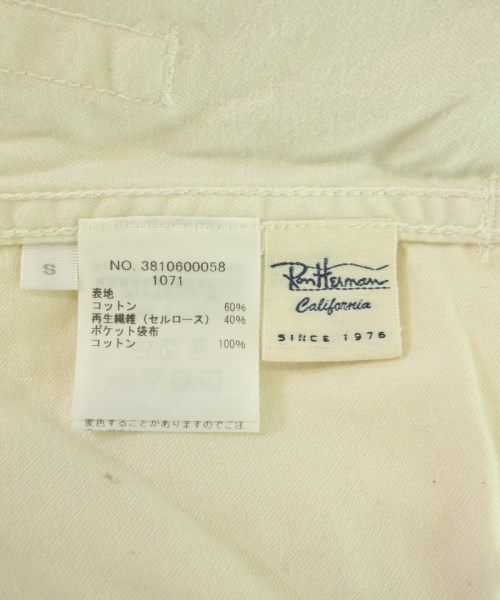 S
NO. 3810600058
1071
表地
コットン 60%
再生繊維（セルロース） 40%
ポケット袋布
コットン 100%
変色することがありますのでご注
Ron Herman
California
SINCE 1976